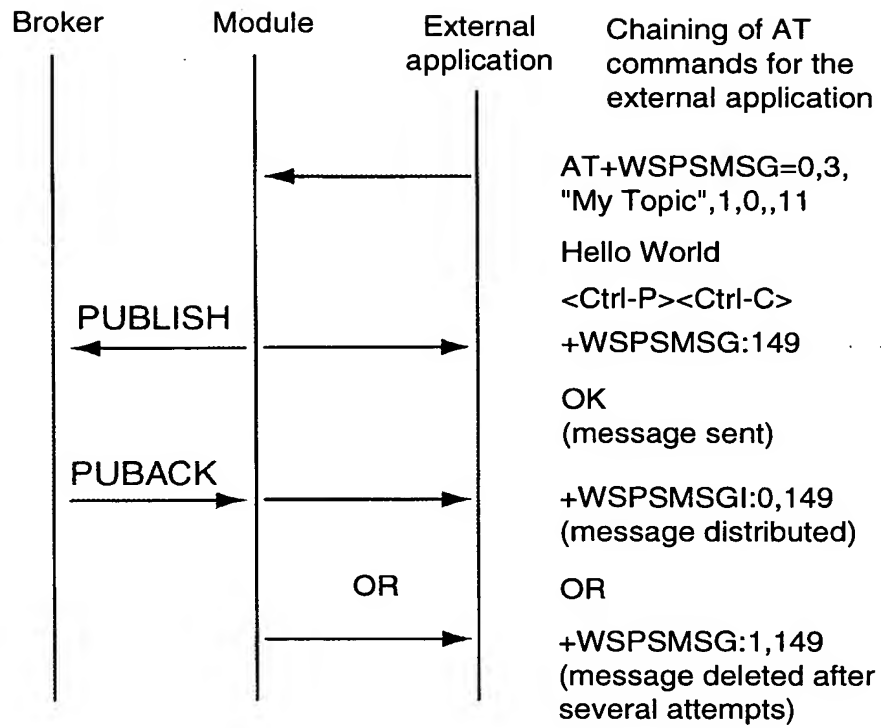 Broker
Module
External
application
Chaining of AT
commands for the
external application
AT+WSPSMSG=0,3,
"My Topic",1,0,,11
Hello World
<Ctrl-P><Ctrl-C>
PUBLISH
+WSPSMSG:149
OK
(message sent)
PUBACK
+WSPSMSGI:0,149
(message distributed)
OR
OR
+WSPSMSG:1,149
(message deleted after
several attempts)